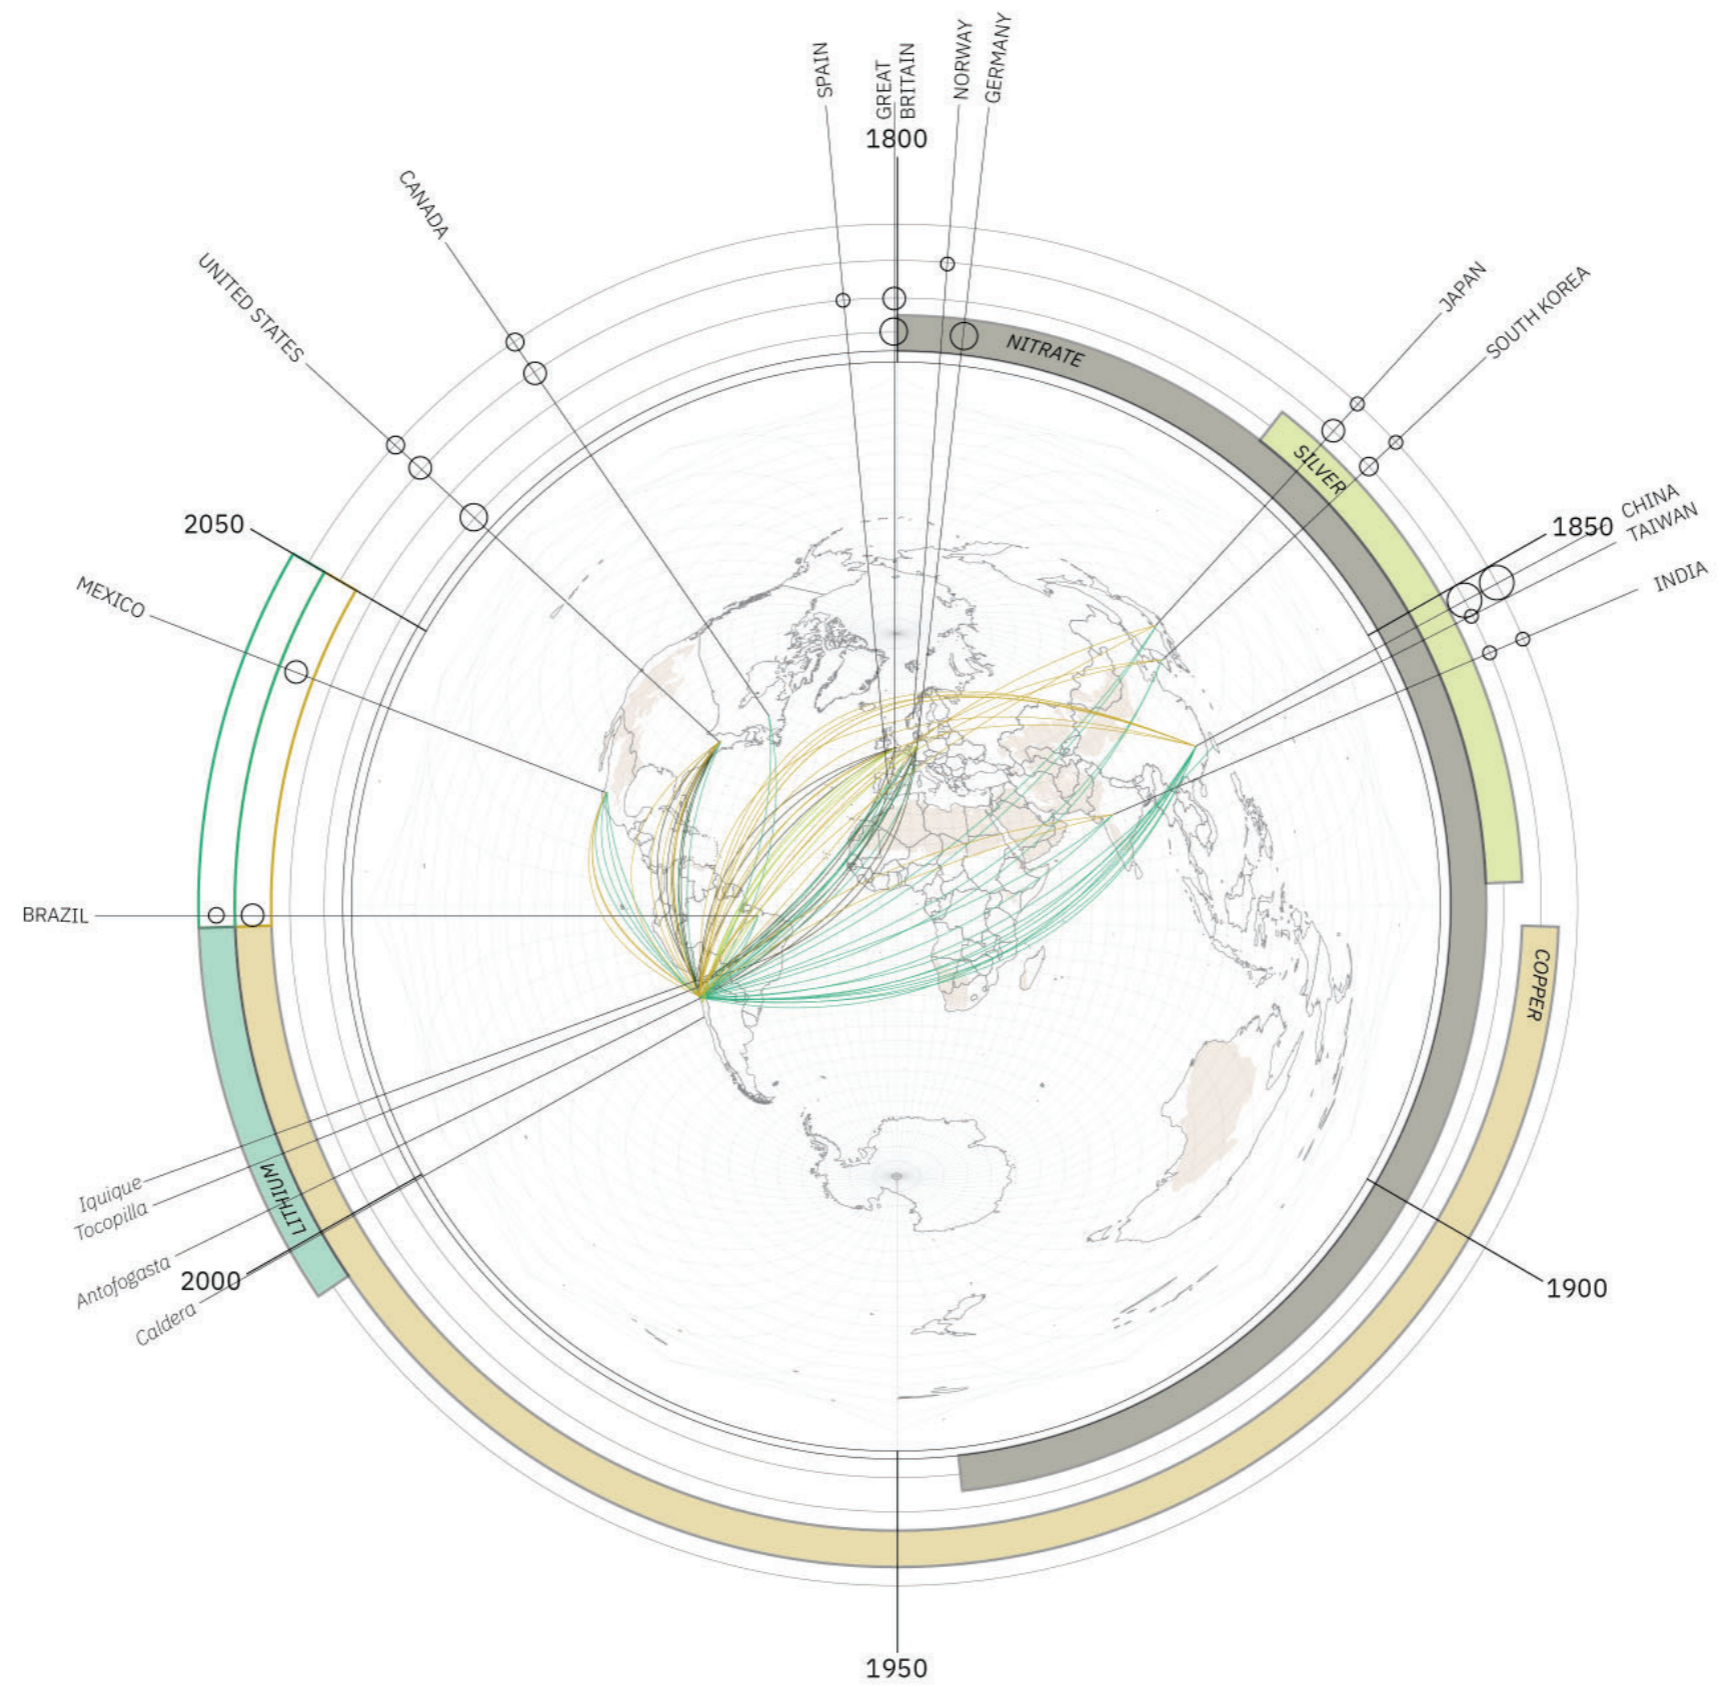 SPAIN
GREAT
BRITAIN
NORWAY
GERMANY
1800
CANADA
UNITED STATES
JAPAN
SOUTH KOREA
NITRATE
SILVER
CHINA
1850
TAIWAN
2050
INDIA
MEXICO
BRAZIL
COPPER
LITHIUM
Iquique
Tocopilla
Antofogasta
2000
Caldera
1900
1950